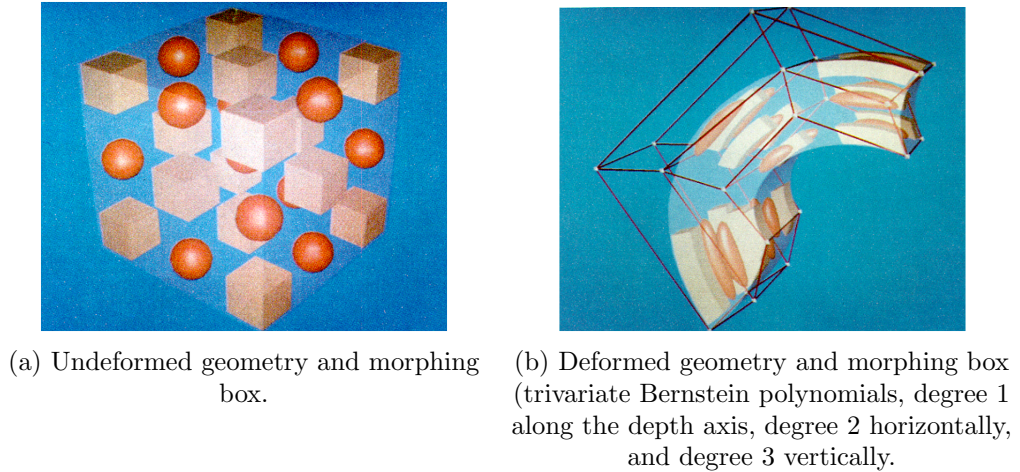 (a) Undeformed geometry and morphing
box.
(b) Deformed geometry and morphing box
(trivariate Bernstein polynomials, degree 1
along the depth axis, degree 2 horizontally,
and degree 3 vertically.